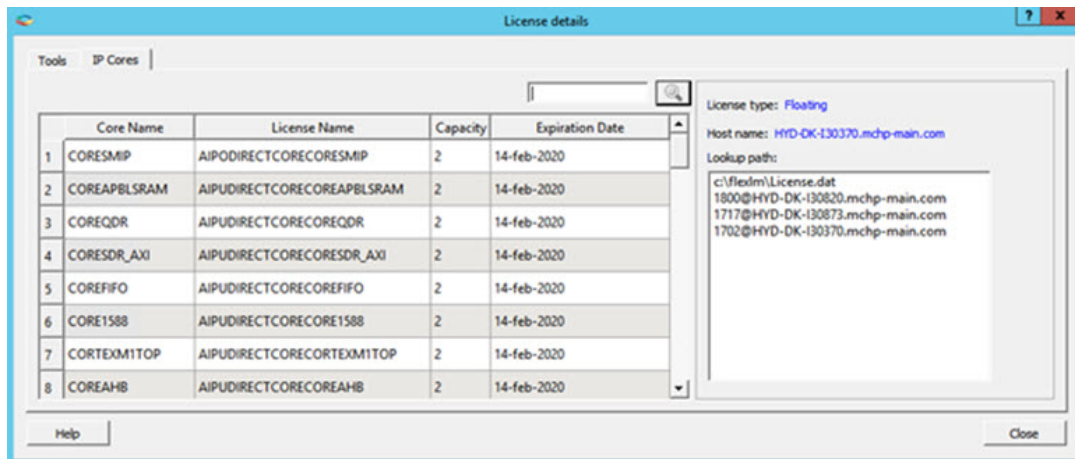 License details
? x
Tools IP Cores
Core Name License Name Capacity Expiration Date
1 CORESMIP AIPODIRECTCORECORESMIP 2 14-feb-2020
2 COREAPBLSRAM AIPUDIRECTCORECOREAPBLSRAM 2 14-feb-2020
3 COREQDR AIPUDIRECTCORECOREQDR 2 14-feb-2020
4 CORESDR_AXI AIPUDIRECTCORECORESDR_AXI 2 14-feb-2020
5 COREFIFO AIPUDIRECTCORECOREFIFO 2 14-feb-2020
6 CORE1588 AIPUDIRECTCORECORE1588 2 14-feb-2020
7 CORTEXM1TOP AIPUDIRECTCORECORTEXM1TOP 2 14-feb-2020
8 COREAHB AIPUDIRECTCORECOREAHB 2 14-feb-2020
License type: Floating
Host name: HYD-DK-I30370.mchp-main.com
Lookup path:
c:\flexlm\License.dat
1800@HYD-DK-I30820.mchp-main.com
1717@HYD-DK-I30873.mchp-main.com
1702@HYD-DK-I30370.mchp-main.com
Help Close